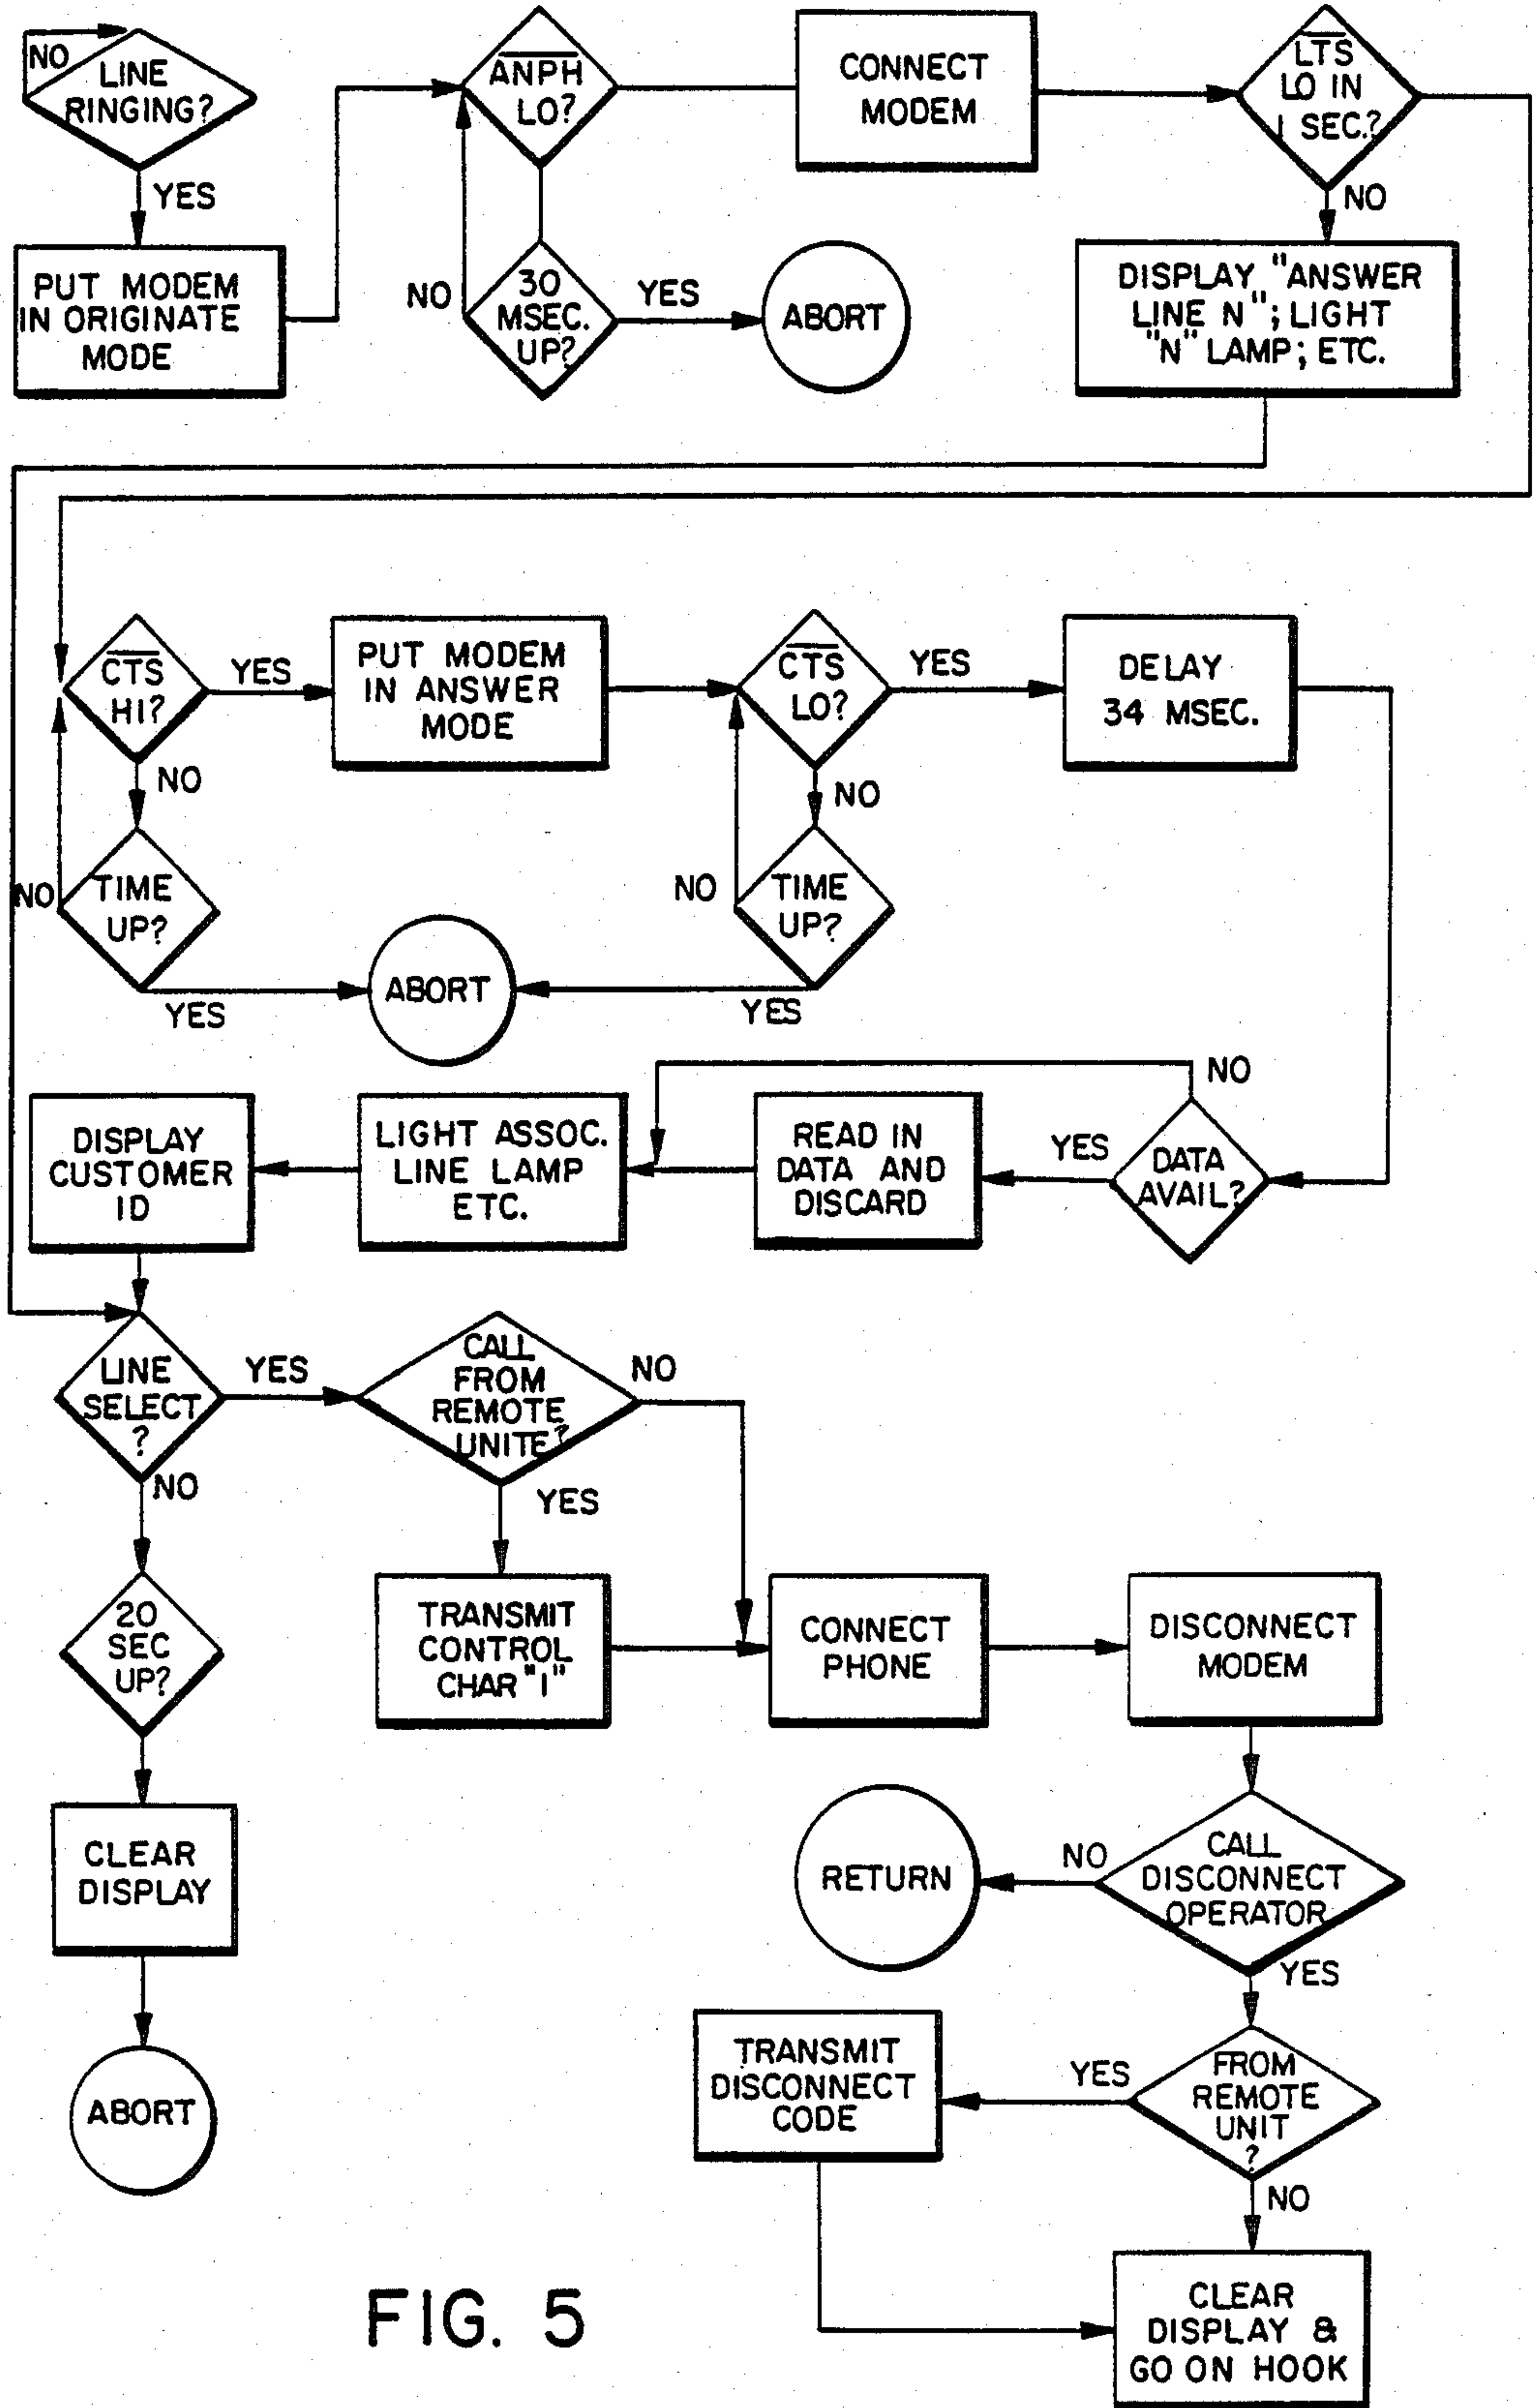 NO
LINE
RINGING?
YES
PUT MODEM
IN ORIGINATE
MODE
ANPH
LO?
NO
30
MSEC.
UP?
YES
ABORT
CONNECT
MODEM
LTS
LO IN
1 SEC.?
NO
DISPLAY "ANSWER
LINE N"; LIGHT
"N" LAMP; ETC.
CTS
HI?
YES
NO
PUT MODEM
IN ANSWER
MODE
CTS
LO?
YES
NO
DELAY
34 MSEC.
NO
TIME
UP?
YES
ABORT
NO
TIME
UP?
YES
DISPLAY
CUSTOMER
ID
LIGHT ASSOC.
LINE LAMP
ETC.
READ IN
DATA AND
DISCARD
YES
NO
DATA
AVAIL?
LINE
SELECT
?
YES
NO
CALL
FROM
REMOTE
UNITE?
NO
YES
20
SEC
UP?
TRANSMIT
CONTROL
CHAR "I"
CONNECT
PHONE
DISCONNECT
MODEM
CLEAR
DISPLAY
ABORT
RETURN
NO
CALL
DISCONNECT
OPERATOR
YES
TRANSMIT
DISCONNECT
CODE
YES
FROM
REMOTE
UNIT
?
NO
CLEAR
DISPLAY &
GO ON HOOK
FIG. 5